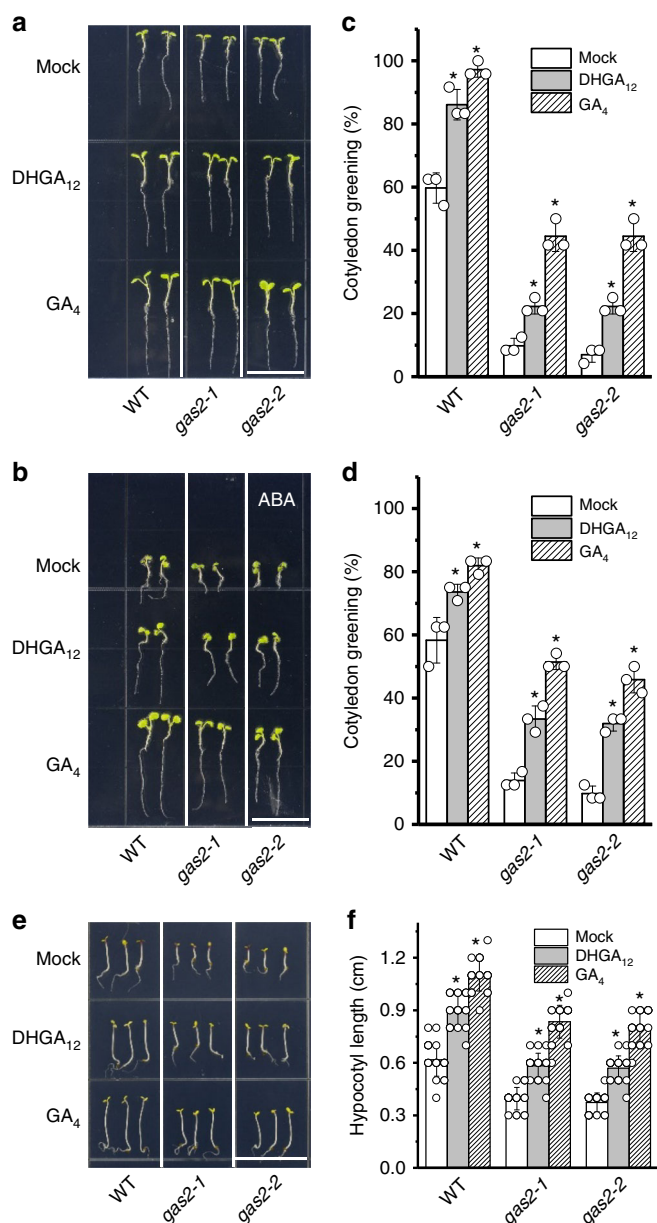 a
Mock
DHGA12
GA4
WT
gas2-1
gas2-2
c
Cotyledon greening (%)
100
80
60
40
20
0
Mock
DHGA12
GA4
* * *
* *
* *
WT
gas2-1
gas2-2
b
ABA
Mock
DHGA12
GA4
WT
gas2-1
gas2-2
d
Cotyledon greening (%)
100
80
60
40
20
0
Mock
DHGA12
GA4
* *
* *
* *
WT
gas2-1
gas2-2
e
Mock
DHGA12
GA4
WT
gas2-1
gas2-2
f
Hypocotyl length (cm)
1.2
0.9
0.6
0.3
0.0
Mock
DHGA12
GA4
* *
* *
* *
WT
gas2-1
gas2-2